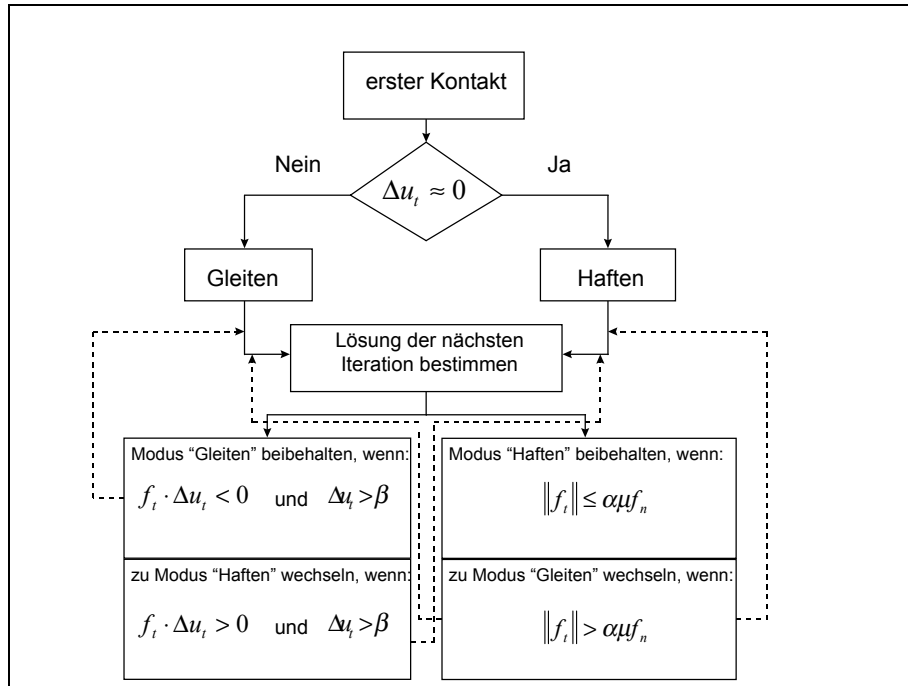 erster Kontakt
Nein
Ja
Δu_t ≈ 0
Gleiten
Haften
Lösung der nächsten
Iteration bestimmen
Modus “Gleiten” beibehalten, wenn:
f_t · Δu_t < 0 und Δu_t > β
zu Modus “Haften” wechseln, wenn:
f_t · Δu_t > 0 und Δu_t > β
Modus “Haften” beibehalten, wenn:
‖f_t‖ ≤ αμf_n
zu Modus “Gleiten” wechseln, wenn:
‖f_t‖ > αμf_n